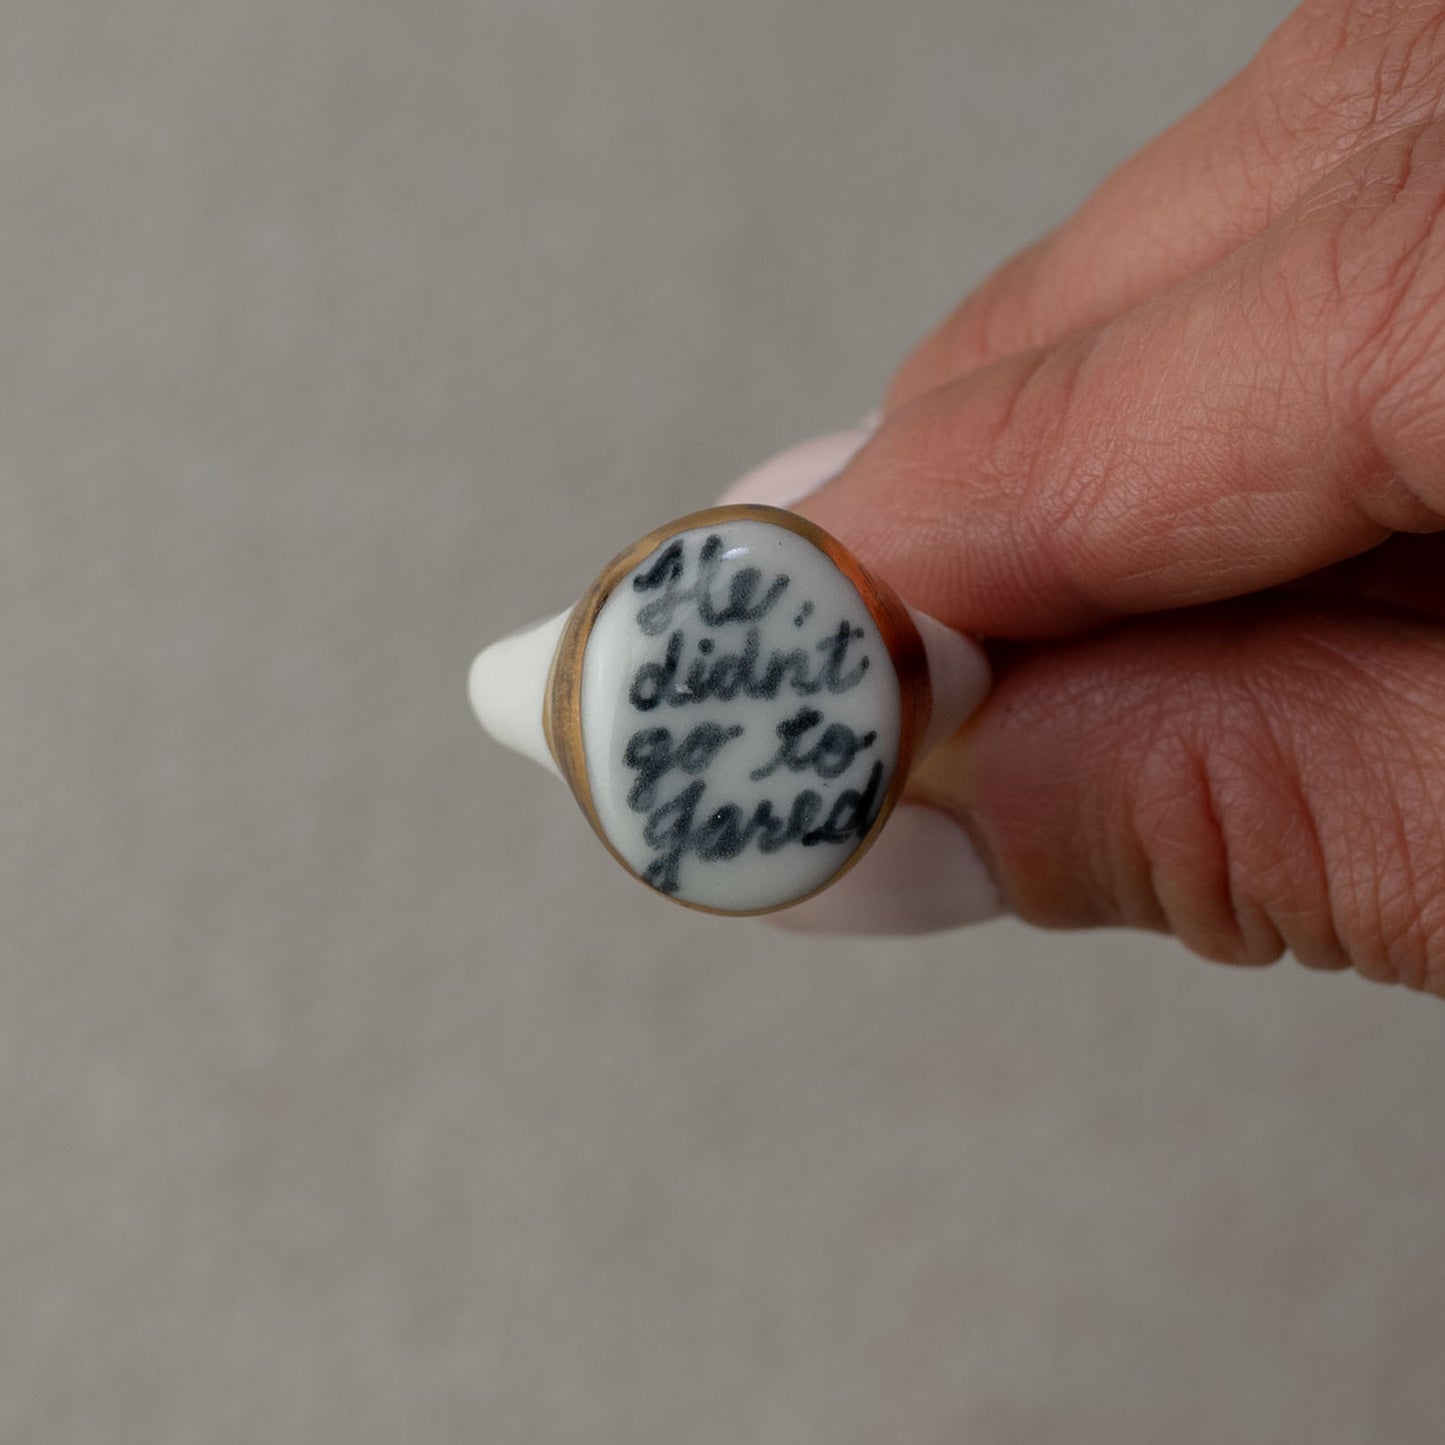 He
didn't
go to
Jared